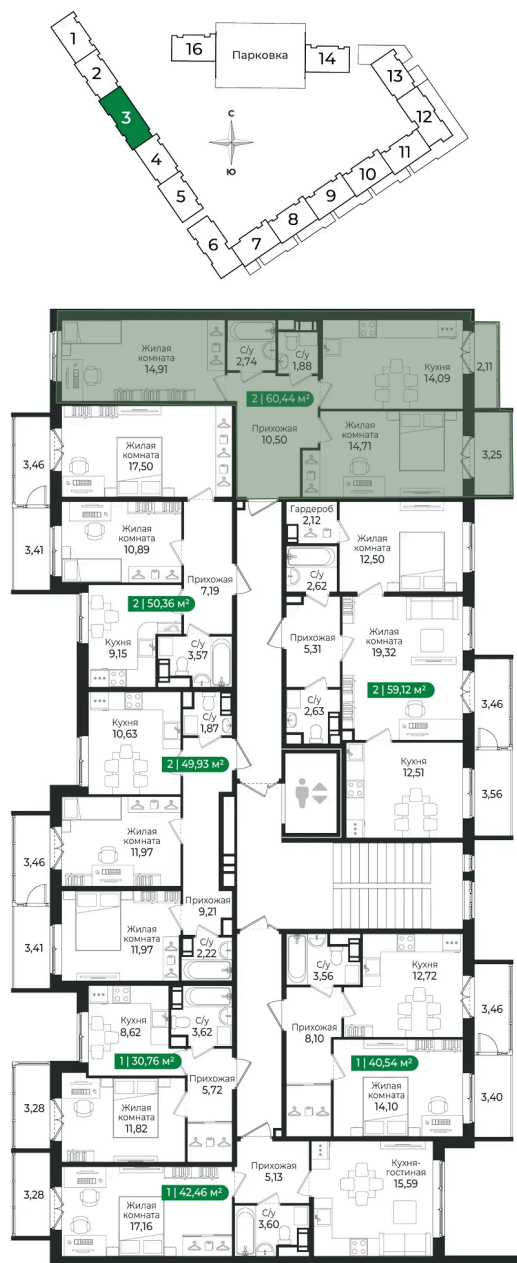 1
2
3
4
5
6
7
8
9
10
11
12
13
14
16
Парковка
С
Ю
Жилая
комната
14,91
С/у
2,74
С/у
1,88
Кухня
14,09
2,11
2 | 60,44 м²
Прихожая
10,50
Жилая
комната
14,71
3,25
3,46
Жилая
комната
17,50
3,41
Жилая
комната
10,89
Прихожая
7,19
2 | 50,36 м²
Кухня
9,15
С/у
3,57
Гардероб
2,12
Жилая
комната
12,50
С/у
2,62
Прихожая
5,31
Жилая
комната
19,32
2 | 59,12 м²
С/у
2,63
3,46
Кухня
12,51
3,56
Кухня
10,63
С/у
1,87
2 | 49,93 м²
Жилая
комната
11,97
3,46
Прихожая
9,21
Жилая
комната
11,97
С/у
2,22
3,41
С/у
3,56
Кухня
12,72
3,46
Прихожая
8,10
1 | 40,54 м²
Жилая
комната
14,10
3,40
Кухня
8,62
С/у
3,62
1 | 30,76 м²
Прихожая
5,72
Жилая
комната
11,82
3,28
1 | 42,46 м²
Прихожая
5,13
Кухня-
гостиная
15,59
3,28
Жилая
комната
17,16
С/у
3,60